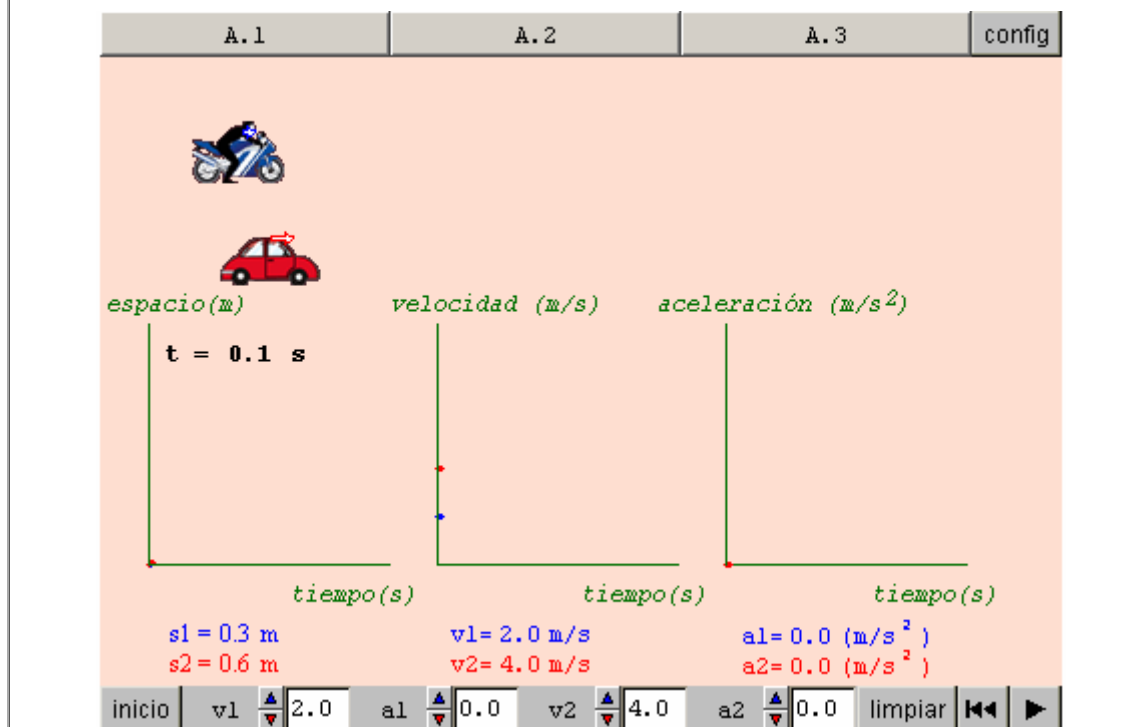 A.1 A.2 A.3 config
espacio(m) velocidad (m/s) aceleración (m/s²)
t = 0.1 s
tiempo(s) tiempo(s) tiempo(s)
s1 = 0.3 m v1= 2.0 m/s a1= 0.0 (m/s² )
s2 = 0.6 m v2= 4.0 m/s a2= 0.0 (m/s² )
inicio v1 2.0 a1 0.0 v2 4.0 a2 0.0 limpiar